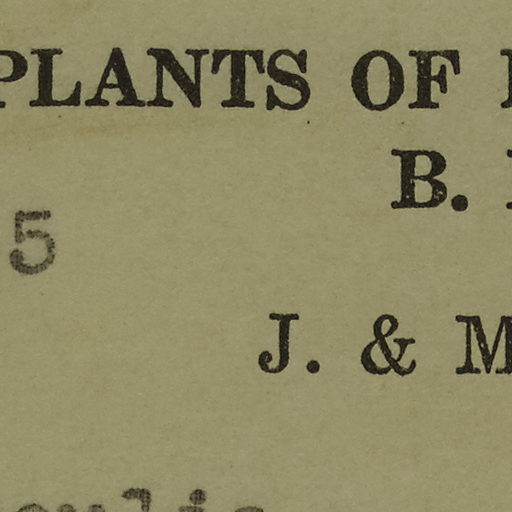 PLANTS OF
B.
5
J. & M